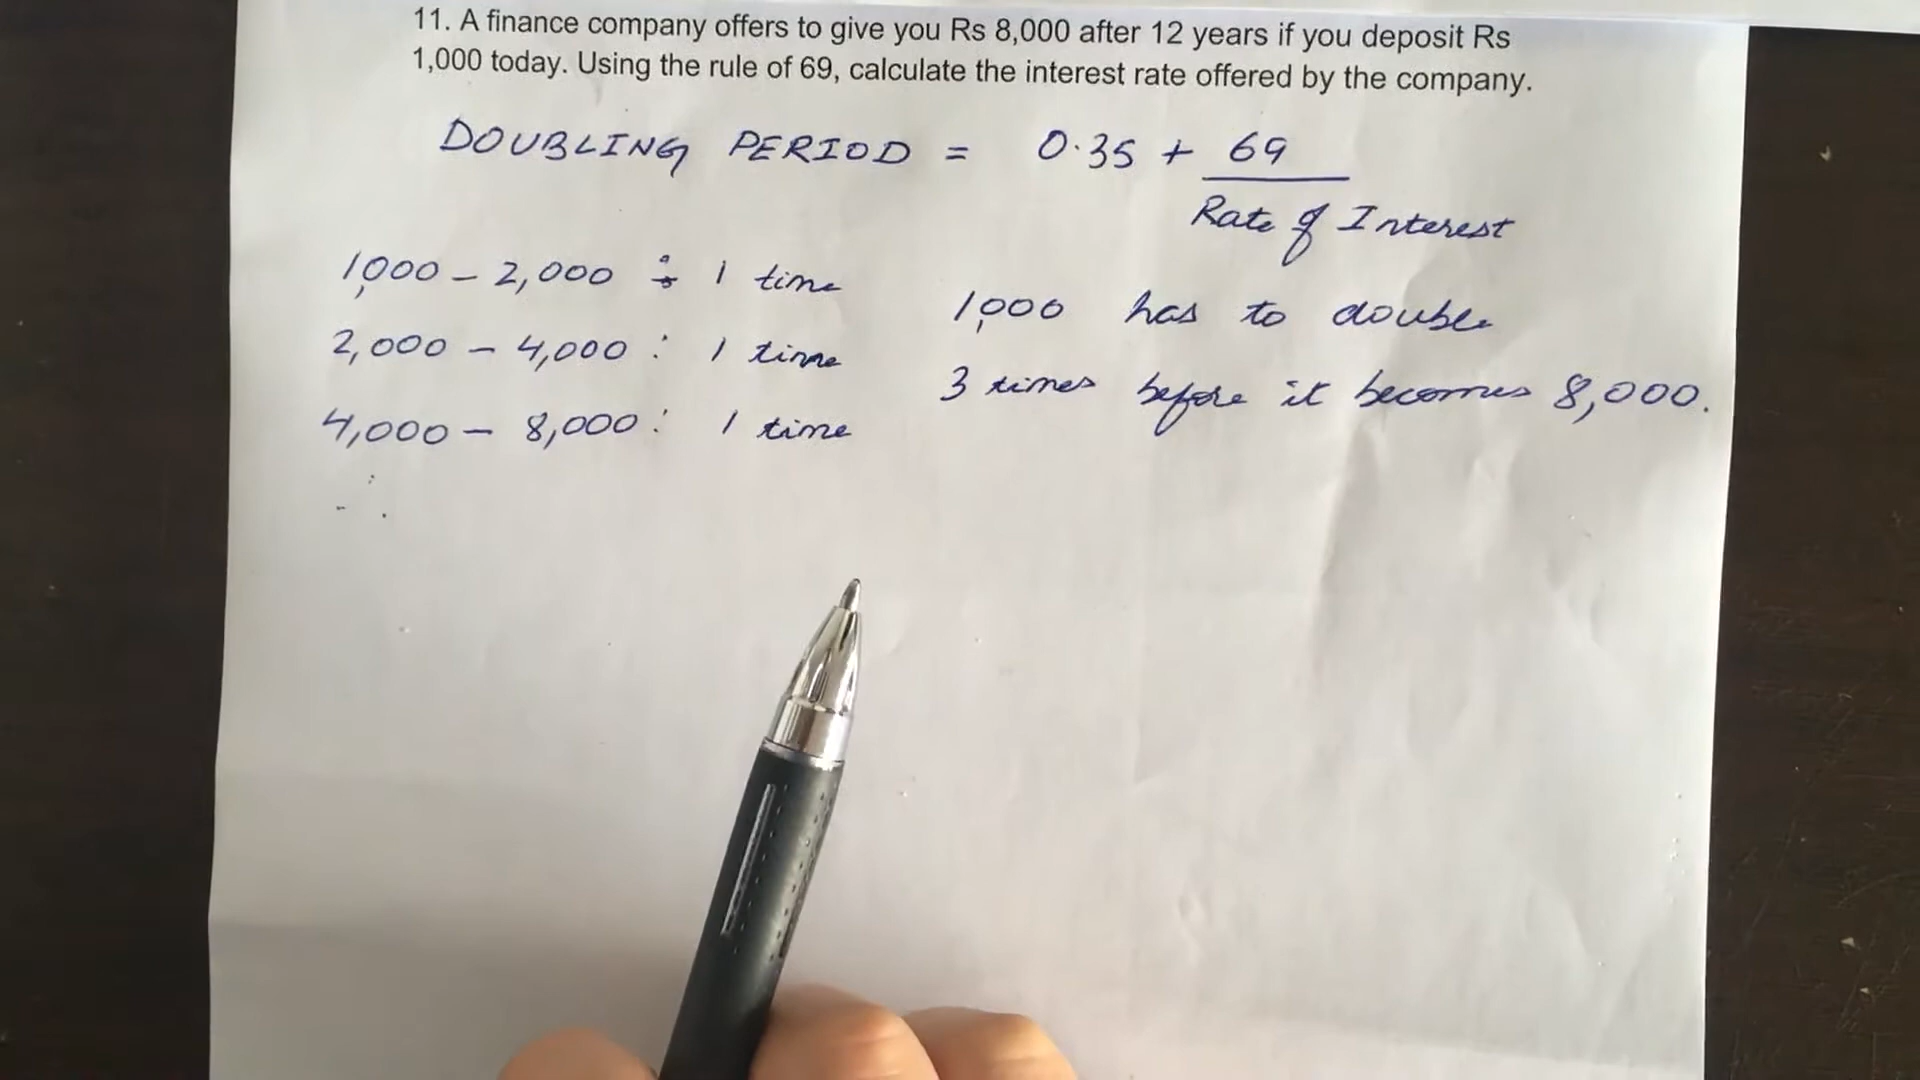 11. A finance company offers to give you Rs 8,000 after 12 years if you deposit Rs
1,000 today. Using the rule of 69, calculate the interest rate offered by the company.
DOUBLING PERIOD = 0.35 + 69
Rate of Interest
1,000 - 2,000 : 1 time
2,000 - 4,000 : 1 time
4,000 - 8,000 : 1 time
1,000 has to double
3 times before it becomes 8,000.